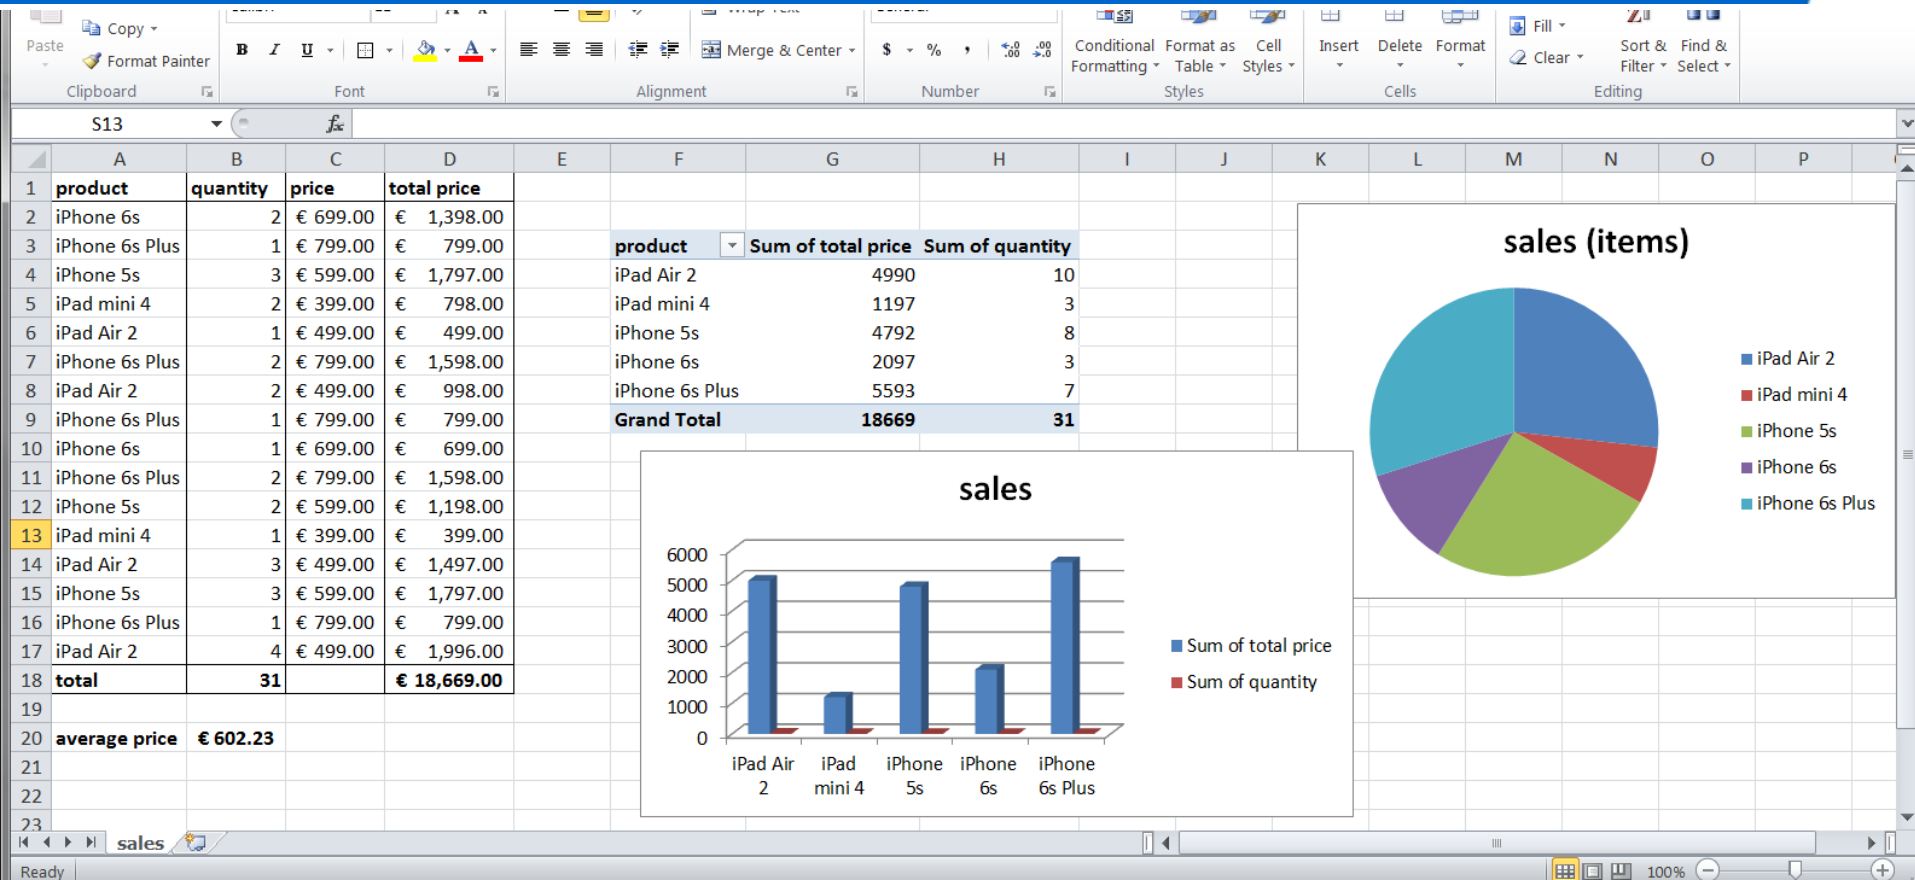 Copy
Paste
Format Painter
B I U
A
Merge & Center
$ % ,
Conditional Formatting
Format as Table
Cell Styles
Insert Delete Format
Fill
Clear
Sort & Filter
Find & Select
Clipboard Font Alignment Number Styles Cells Editing
S13 fx
A B C D E F G H I J K L M N O P
1 product quantity price total price
2 iPhone 6s 2 € 699.00 € 1,398.00
3 iPhone 6s Plus 1 € 799.00 € 799.00
4 iPhone 5s 3 € 599.00 € 1,797.00
5 iPad mini 4 2 € 399.00 € 798.00
6 iPad Air 2 1 € 499.00 € 499.00
7 iPhone 6s Plus 2 € 799.00 € 1,598.00
8 iPad Air 2 2 € 499.00 € 998.00
9 iPhone 6s Plus 1 € 799.00 € 799.00
10 iPhone 6s 1 € 699.00 € 699.00
11 iPhone 6s Plus 2 € 799.00 € 1,598.00
12 iPhone 5s 2 € 599.00 € 1,198.00
13 iPad mini 4 1 € 399.00 € 399.00
14 iPad Air 2 3 € 499.00 € 1,497.00
15 iPhone 5s 3 € 599.00 € 1,797.00
16 iPhone 6s Plus 1 € 799.00 € 799.00
17 iPad Air 2 4 € 499.00 € 1,996.00
18 total 31 € 18,669.00
19
20 average price € 602.23
21
22
23
product Sum of total price Sum of quantity
iPad Air 2 4990 10
iPad mini 4 1197 3
iPhone 5s 4792 8
iPhone 6s 2097 3
iPhone 6s Plus 5593 7
Grand Total 18669 31
sales (items)
iPad Air 2
iPad mini 4
iPhone 5s
iPhone 6s
iPhone 6s Plus
sales
6000
5000
4000
3000
2000
1000
0
iPad Air 2
iPad mini 4
iPhone 5s
iPhone 6s
iPhone 6s Plus
Sum of total price
Sum of quantity
sales
Ready 100%